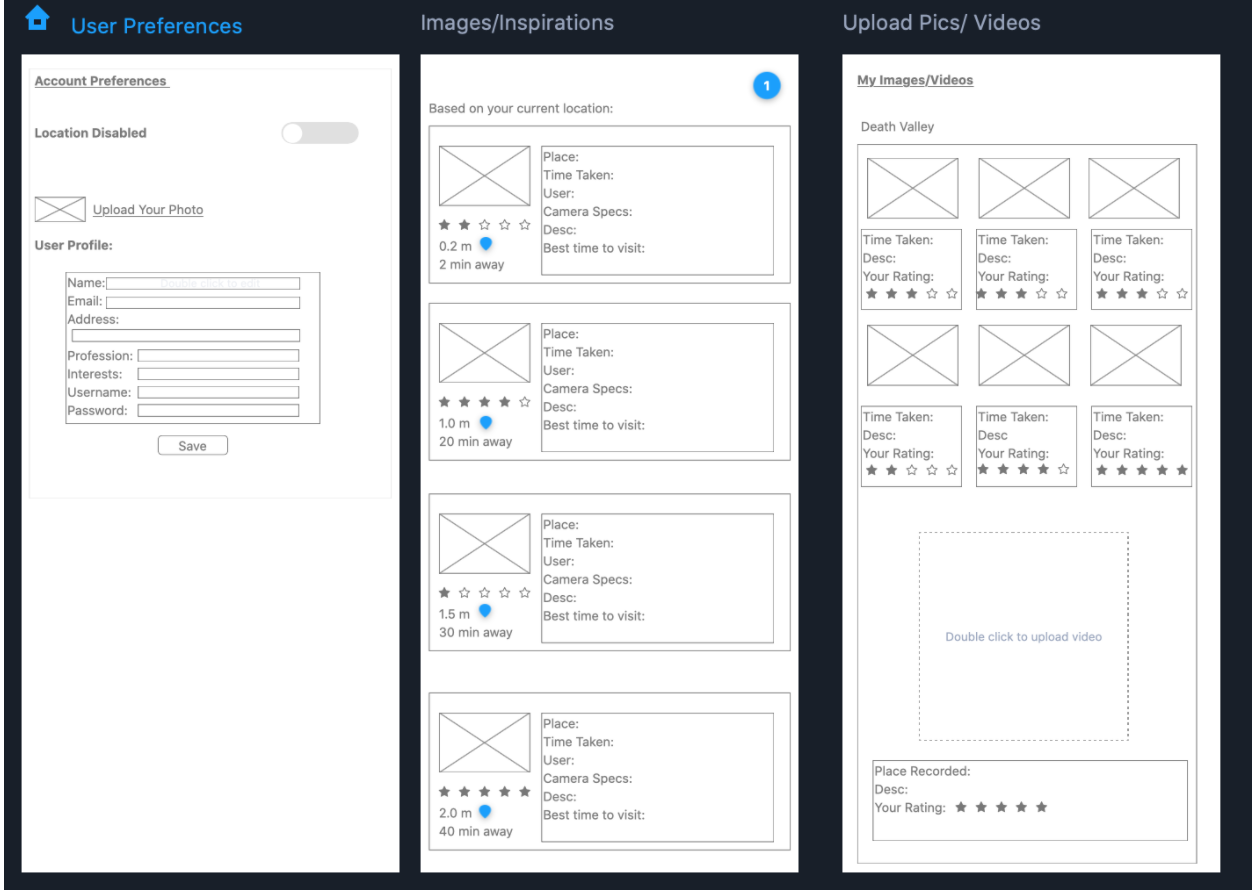 User Preferences
Images/Inspirations
Upload Pics/ Videos
Account Preferences
Location Disabled
Upload Your Photo
User Profile:
Name: Double click to edit
Email:
Address:
Profession:
Interests:
Username:
Password:
Save
1
Based on your current location:
Place:
Time Taken:
User:
Camera Specs:
Desc:
Best time to visit:
0.2 m
2 min away
Place:
Time Taken:
User:
Camera Specs:
Desc:
Best time to visit:
1.0 m
20 min away
Place:
Time Taken:
User:
Camera Specs:
Desc:
Best time to visit:
1.5 m
30 min away
Place:
Time Taken:
User:
Camera Specs:
Desc:
Best time to visit:
2.0 m
40 min away
My Images/Videos
Death Valley
Time Taken:
Desc:
Your Rating:
Time Taken:
Desc:
Your Rating:
Time Taken:
Desc:
Your Rating:
Time Taken:
Desc:
Your Rating:
Time Taken:
Desc
Your Rating:
Time Taken:
Desc:
Your Rating:
Double click to upload video
Place Recorded:
Desc:
Your Rating: